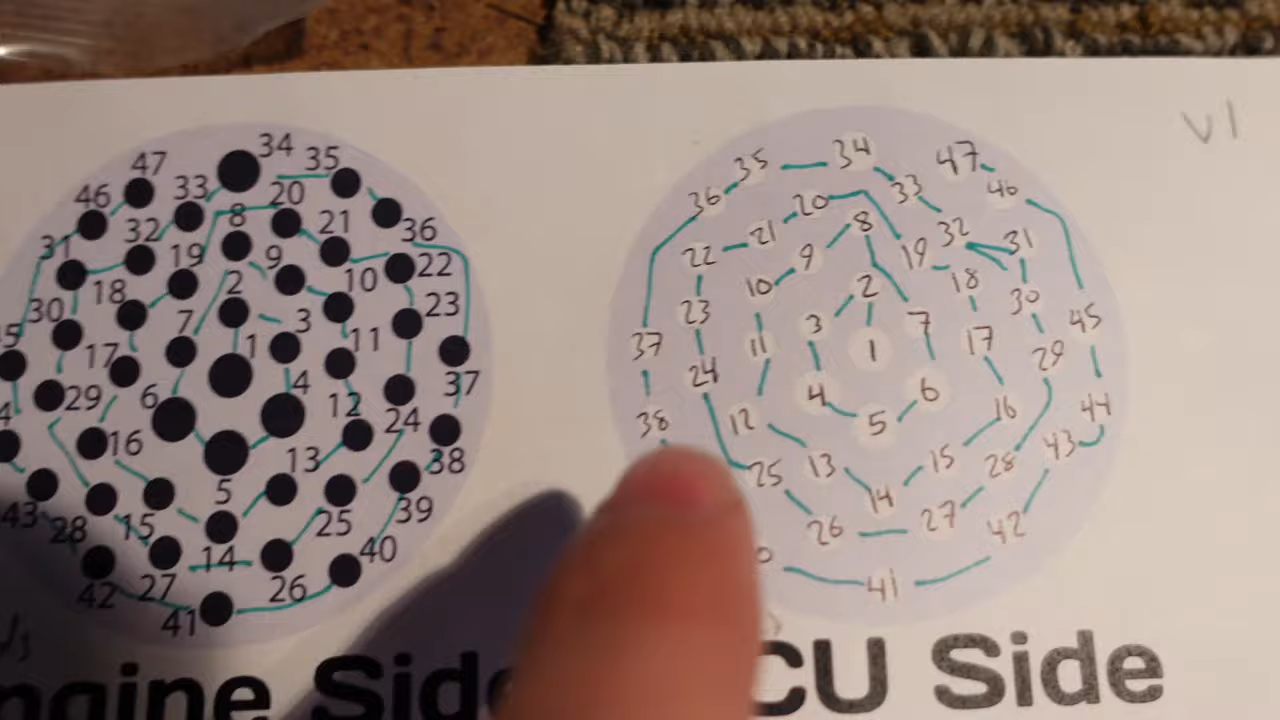 34
47 35
33 20
46
8 21 36
32
31 19 9 22
2 10
18
30 23
7 3
1 11
17
6 4 37
29 12 24
16 13 38
5
43 28 15 25 39
14 40
42 27 26
41
v1
35 34 47
36 33 46
20
21 8 32 31
22 9 19
10 2 18 30
23 3 7 45
37 11 1 17 29
24
4 6 16 44
38 12 5 43
25 13 15 28
14
26 27 42
41
CU Side